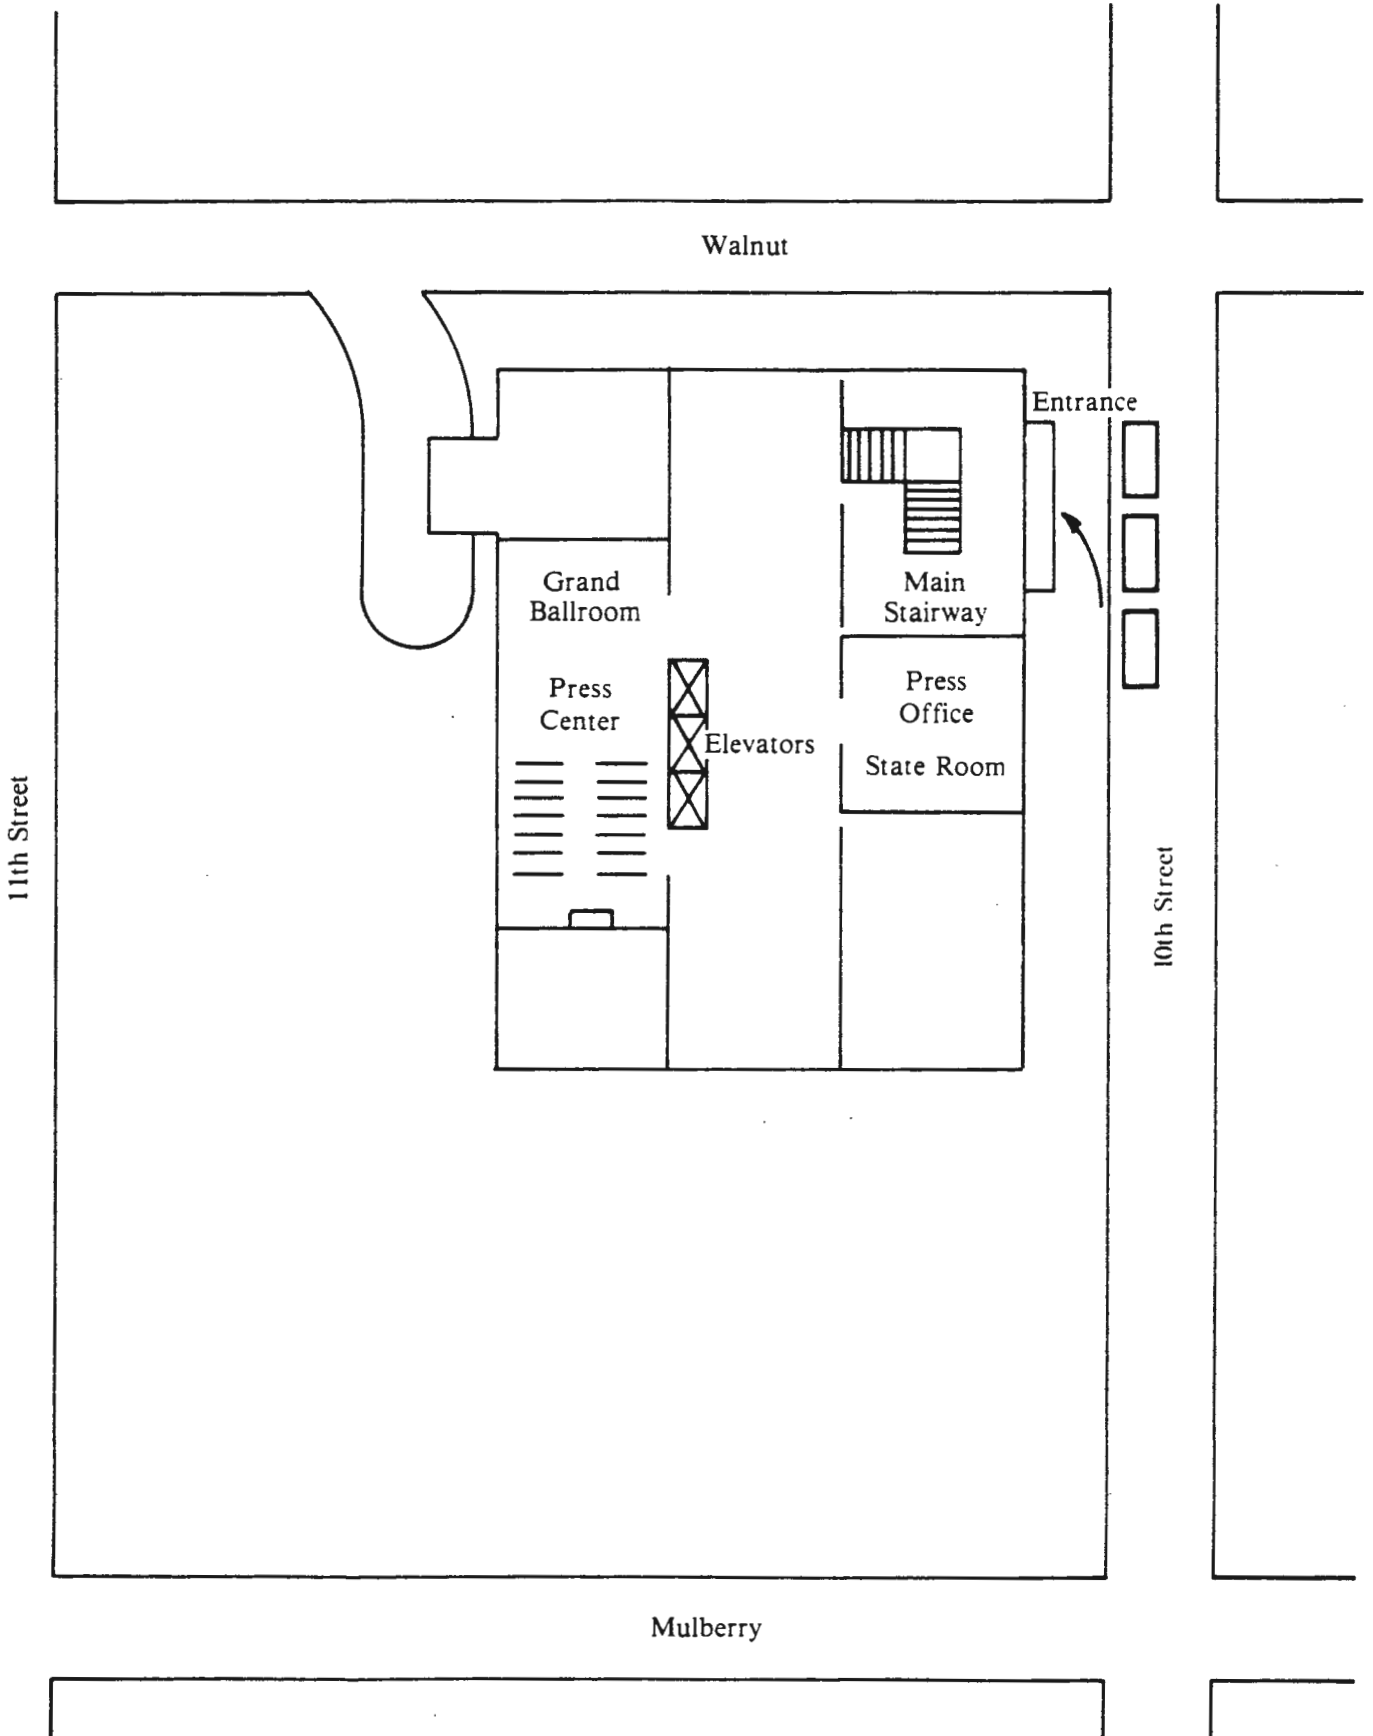 Walnut
Entrance
Grand
Ballroom
Main
Stairway
Press
Center
Press
Office
Elevators
State Room
11th Street
10th Street
Mulberry